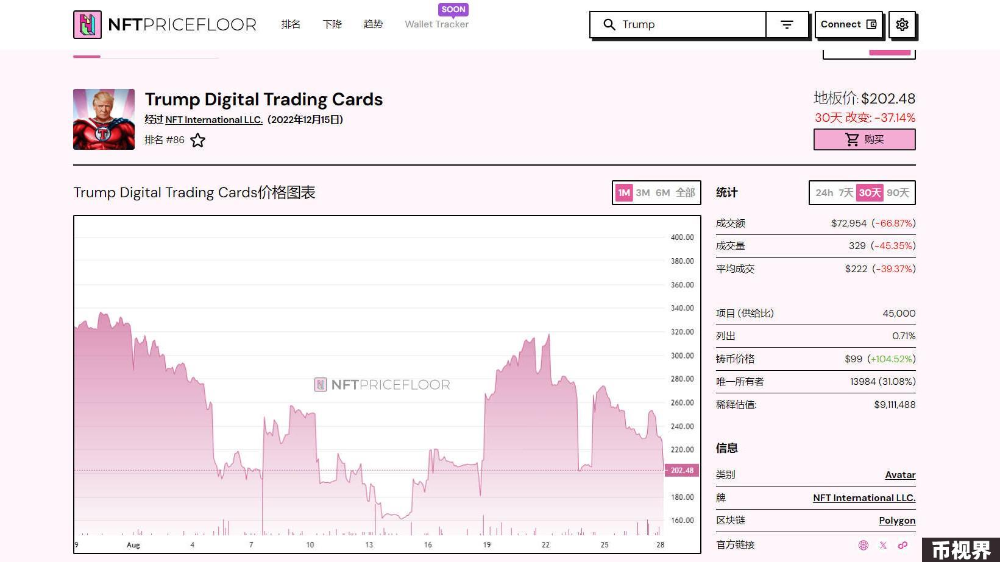 SOON
NFTPRICEFLOOR
排名
下降
趋势
Wallet Tracker
Trump
Connect
Trump Digital Trading Cards
经过 NFT International LLC. (2022年12月15日)
排名 #86
地板价: $202.48
30天 改变: -37.14%
购买
Trump Digital Trading Cards价格图表
1M 3M 6M 全部
统计
24h 7天 30天 90天
成交额 $72,954 (-66.87%)
成交量 329 (-45.35%)
平均成交 $222 (-39.37%)
项目 (供给比) 45,000
列出 0.71%
铸币价格 $99 (+104.52%)
唯一所有者 13984 (31.08%)
稀释估值: $9,111,488
信息
类别 Avatar
牌 NFT International LLC.
区块链 Polygon
官方链接
400.00
380.00
360.00
340.00
320.00
300.00
280.00
260.00
240.00
220.00
202.48
180.00
160.00
NFTPRICEFLOOR
9 Aug 4 7 10 13 16 19 22 25 28
币视界